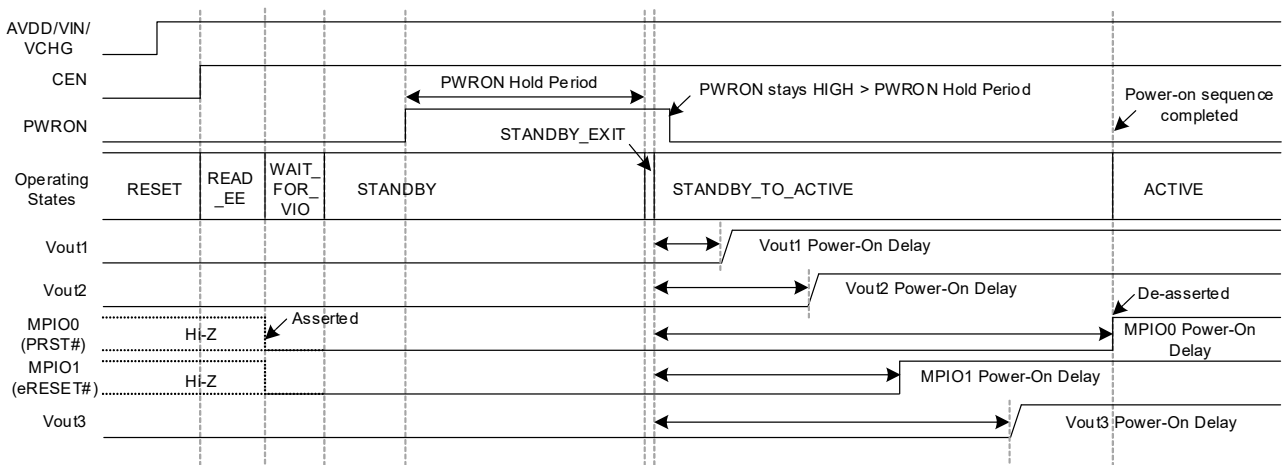 AVDD/VIN/
VCHG
CEN
PWRON Hold Period
PWRON stays HIGH > PWRON Hold Period
Power-on sequence
completed
PWRON
STANDBY_EXIT
Operating
States
RESET
READ
_EE
WAIT_
FOR_
VIO
STANDBY
STANDBY_TO_ACTIVE
ACTIVE
Vout1
Vout1 Power-On Delay
Vout2
Vout2 Power-On Delay
De-asserted
MPIO0
(PRST#)
Hi-Z
Asserted
MPIO0 Power-On
Delay
MPIO1
(eRESET#)
Hi-Z
MPIO1 Power-On Delay
Vout3
Vout3 Power-On Delay